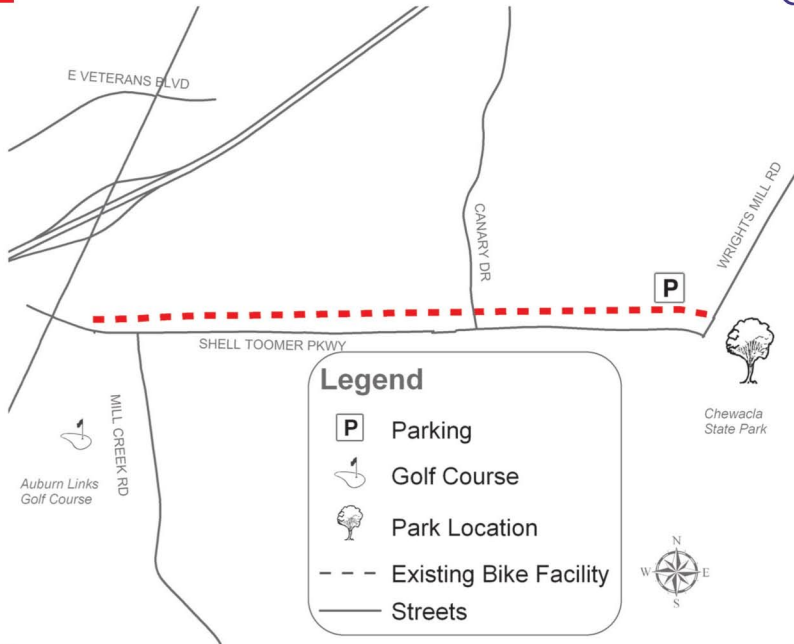 E VETERANS BLVD
CANARY DR
WRIGHTS MILL RD
P
SHELL TOOMER PKWY
MILL CREEK RD
Auburn Links
Golf Course
Chewacla
State Park
Legend
P Parking
Golf Course
Park Location
Existing Bike Facility
Streets
N
W E
S